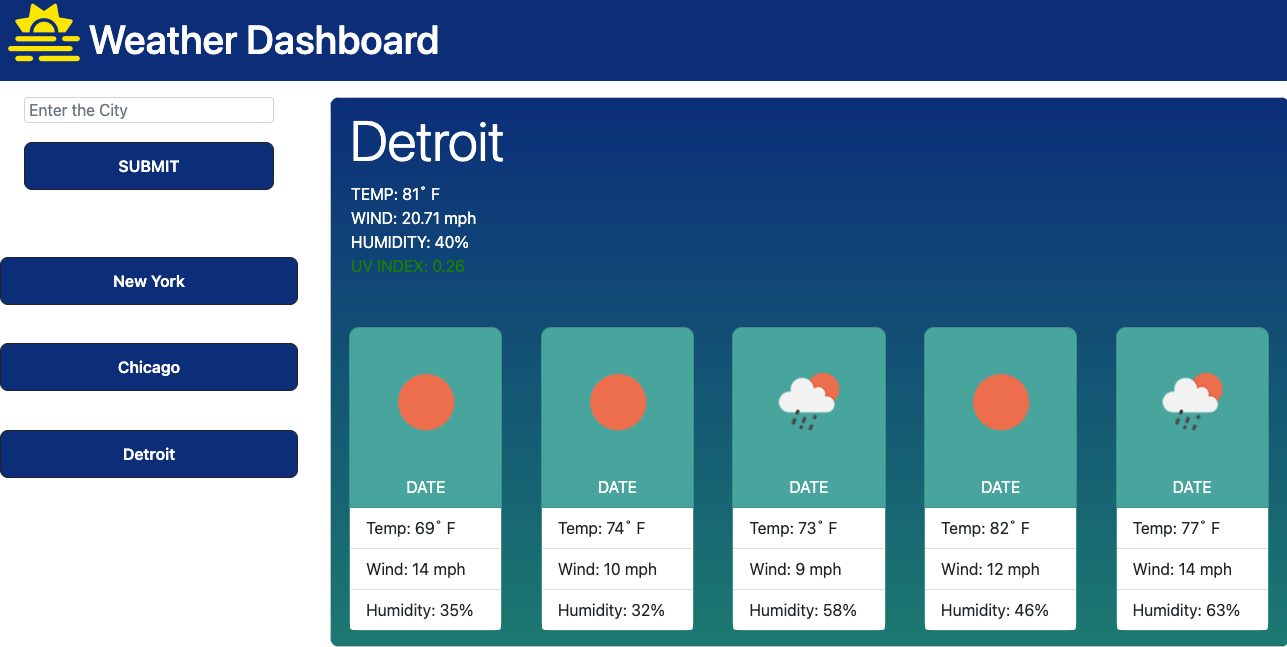 Weather Dashboard
Enter the City
SUBMIT
New York
Chicago
Detroit
Detroit
TEMP: 81˚ F
WIND: 20.71 mph
HUMIDITY: 40%
UV INDEX: 0.26
DATE
Temp: 69˚ F
Wind: 14 mph
Humidity: 35%
DATE
Temp: 74˚ F
Wind: 10 mph
Humidity: 32%
DATE
Temp: 73˚ F
Wind: 9 mph
Humidity: 58%
DATE
Temp: 82˚ F
Wind: 12 mph
Humidity: 46%
DATE
Temp: 77˚ F
Wind: 14 mph
Humidity: 63%